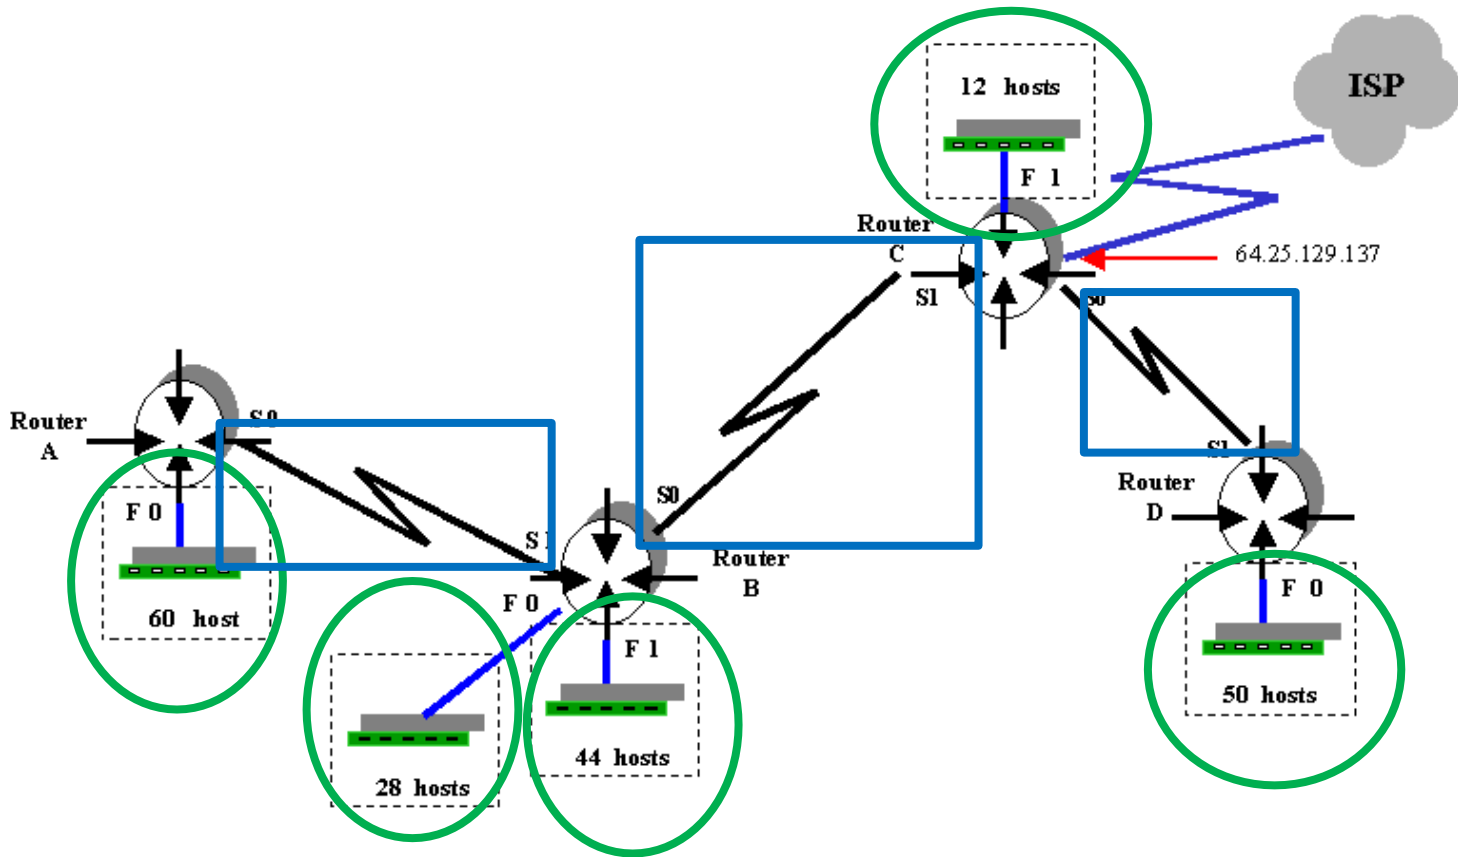 12 hosts
ISP
F 1
Router
C
64.25.129.137
S1
S0
Router
A
S0
S0
S1
Router
D
F 0
S1
Router
B
F 0
F 0
60 host
F 1
50 hosts
44 hosts
28 hosts